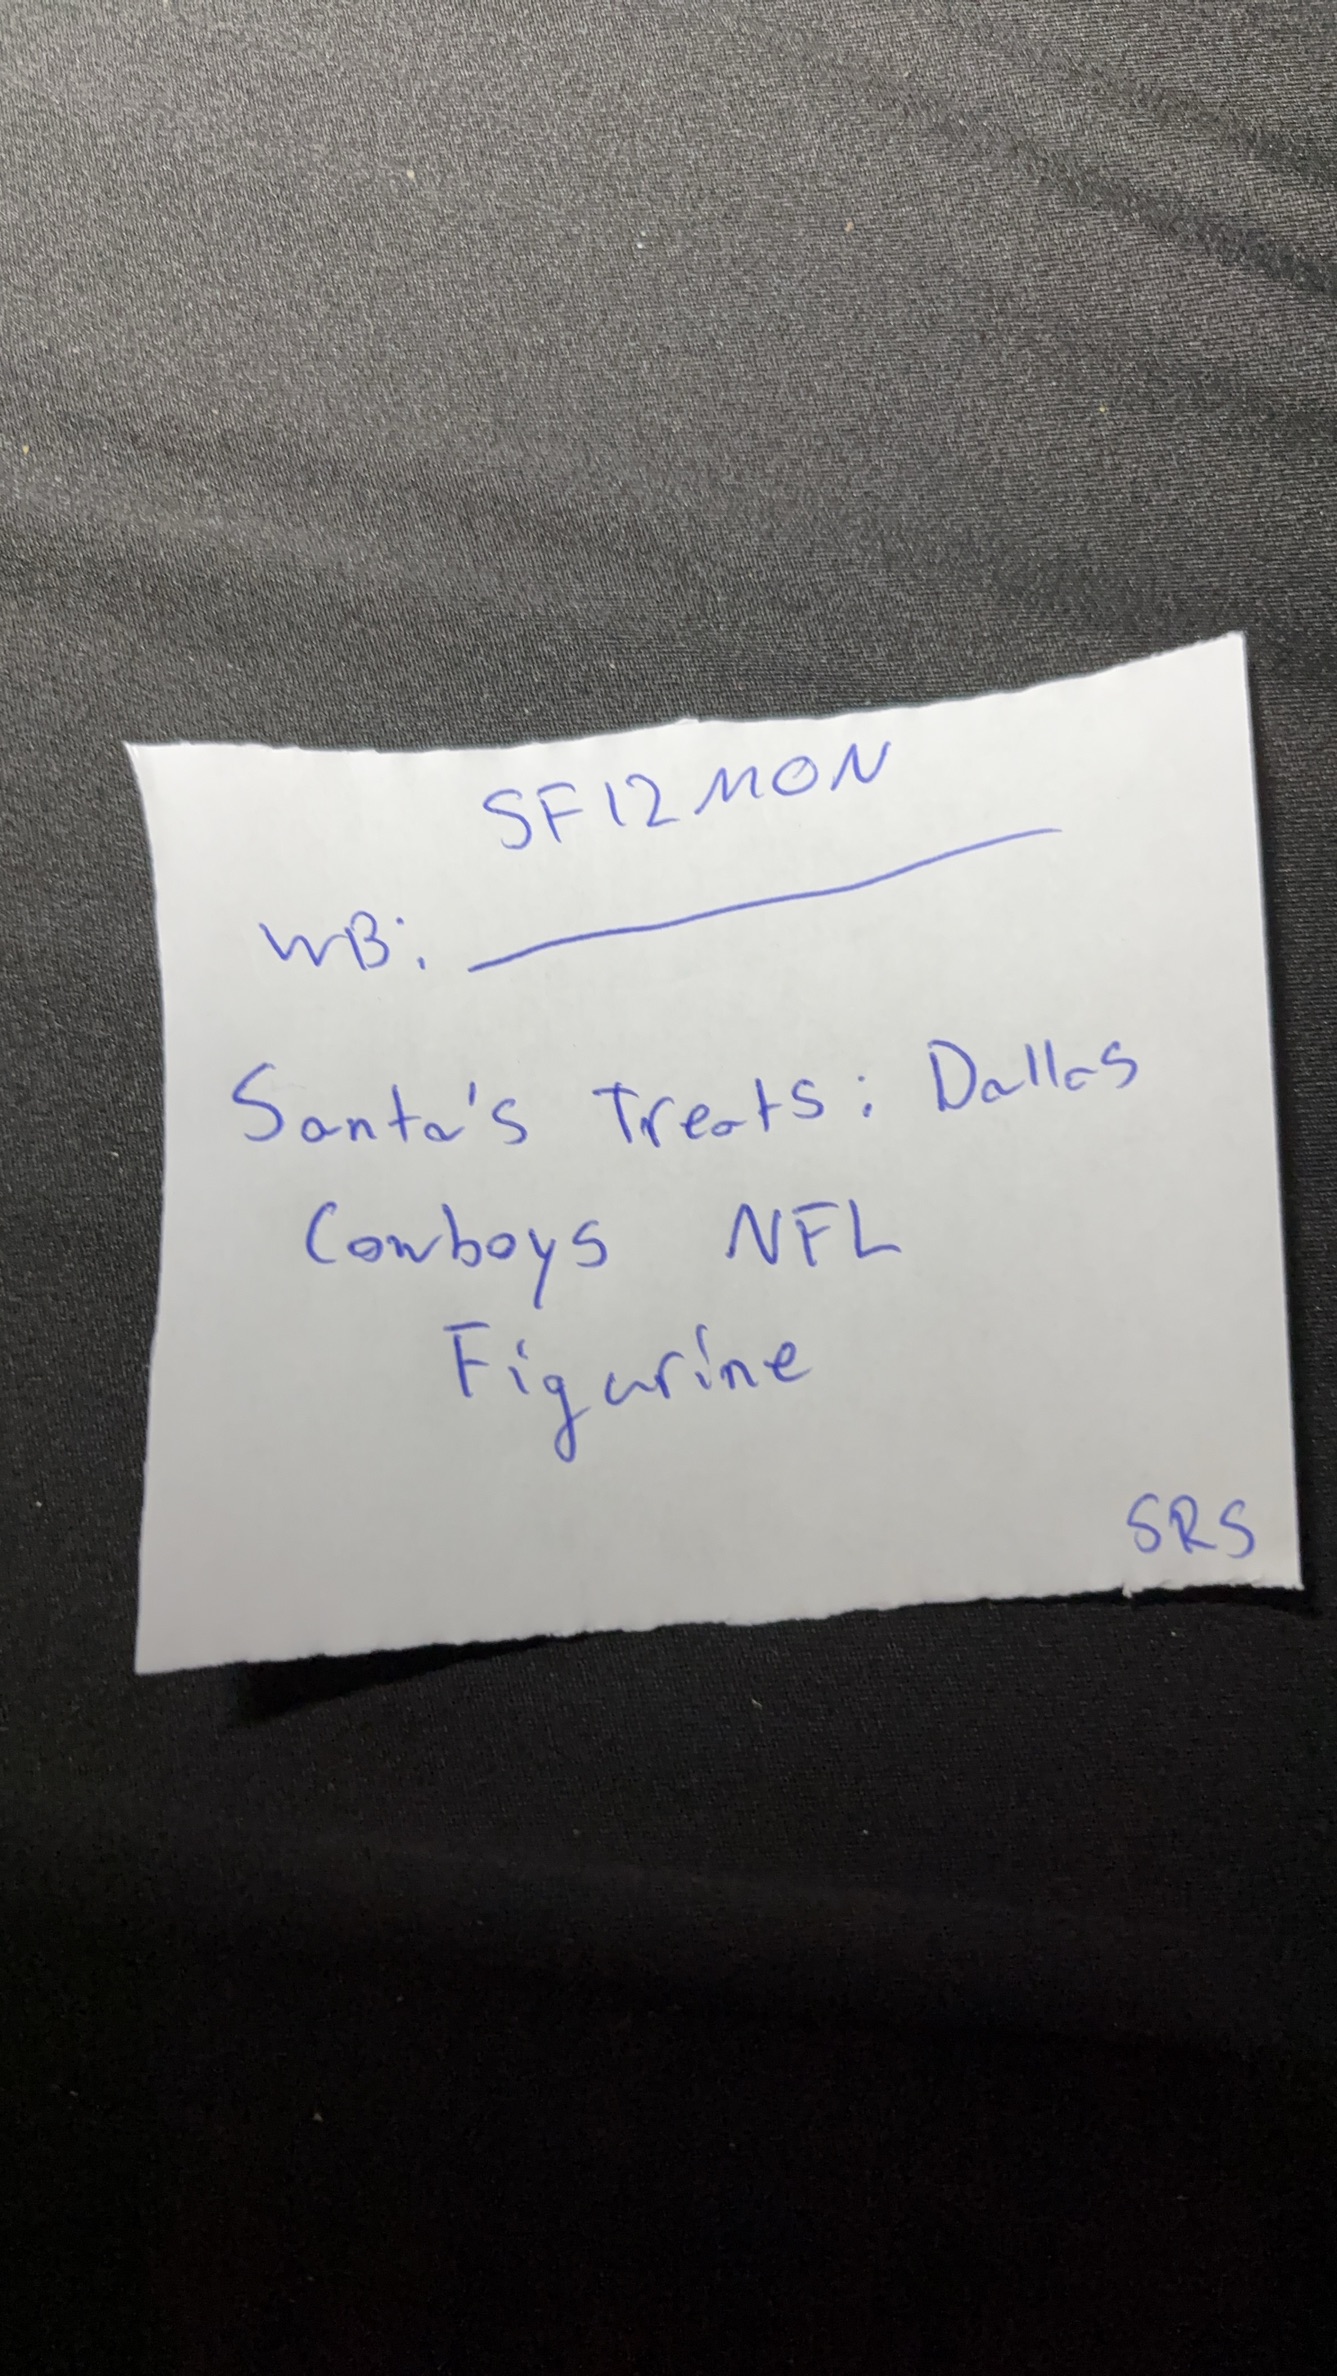 SF12MON
WB:
Santa's Treats: Dallas
Cowboys NFL
Figurine
SRS